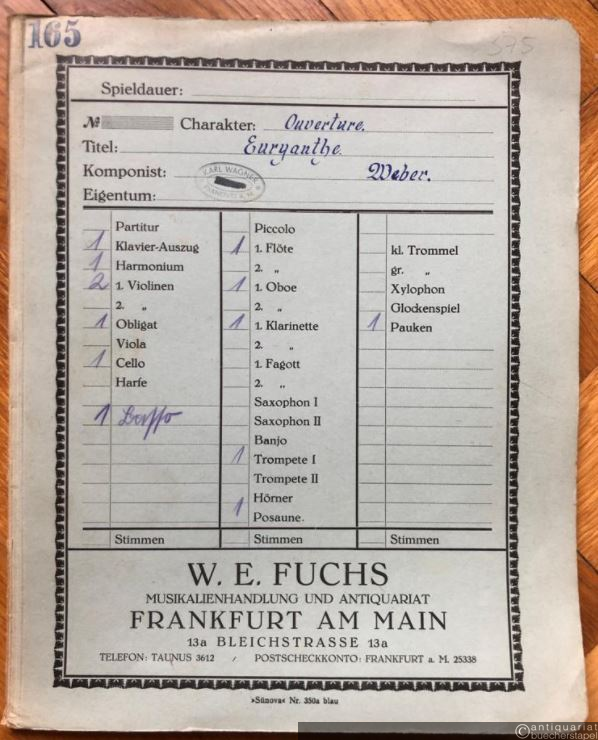 165
575
Spieldauer:
№ Charakter: Ouverture.
Titel: Euryanthe.
Komponist: Weber.
KARL WAGNER
FRANKFURT A. M.
Eigentum:
Partitur
1 Klavier-Auszug
1 Harmonium
2 1. Violinen
2. „
1 Obligat
Viola
1 Cello
Harfe
1 Basso
Stimmen
Piccolo
1 1. Flöte
2. „
1 1. Oboe
2. „
1 1. Klarinette
2. „
1. Fagott
2. „
Saxophon I
Saxophon II
Banjo
1 Trompete I
Trompete II
Hörner
1 Posaune.
Stimmen
kl. Trommel
gr. „
Xylophon
Glockenspiel
1 Pauken
Stimmen
W. E. FUCHS
MUSIKALIENHANDLUNG UND ANTIQUARIAT
FRANKFURT AM MAIN
13a BLEICHSTRASSE 13a
TELEFON: TAUNUS 3612 / POSTSCHECKKONTO: FRANKFURT a. M. 25338
»Sünova« Nr. 350a blau
©antiquariat
buecherstapel